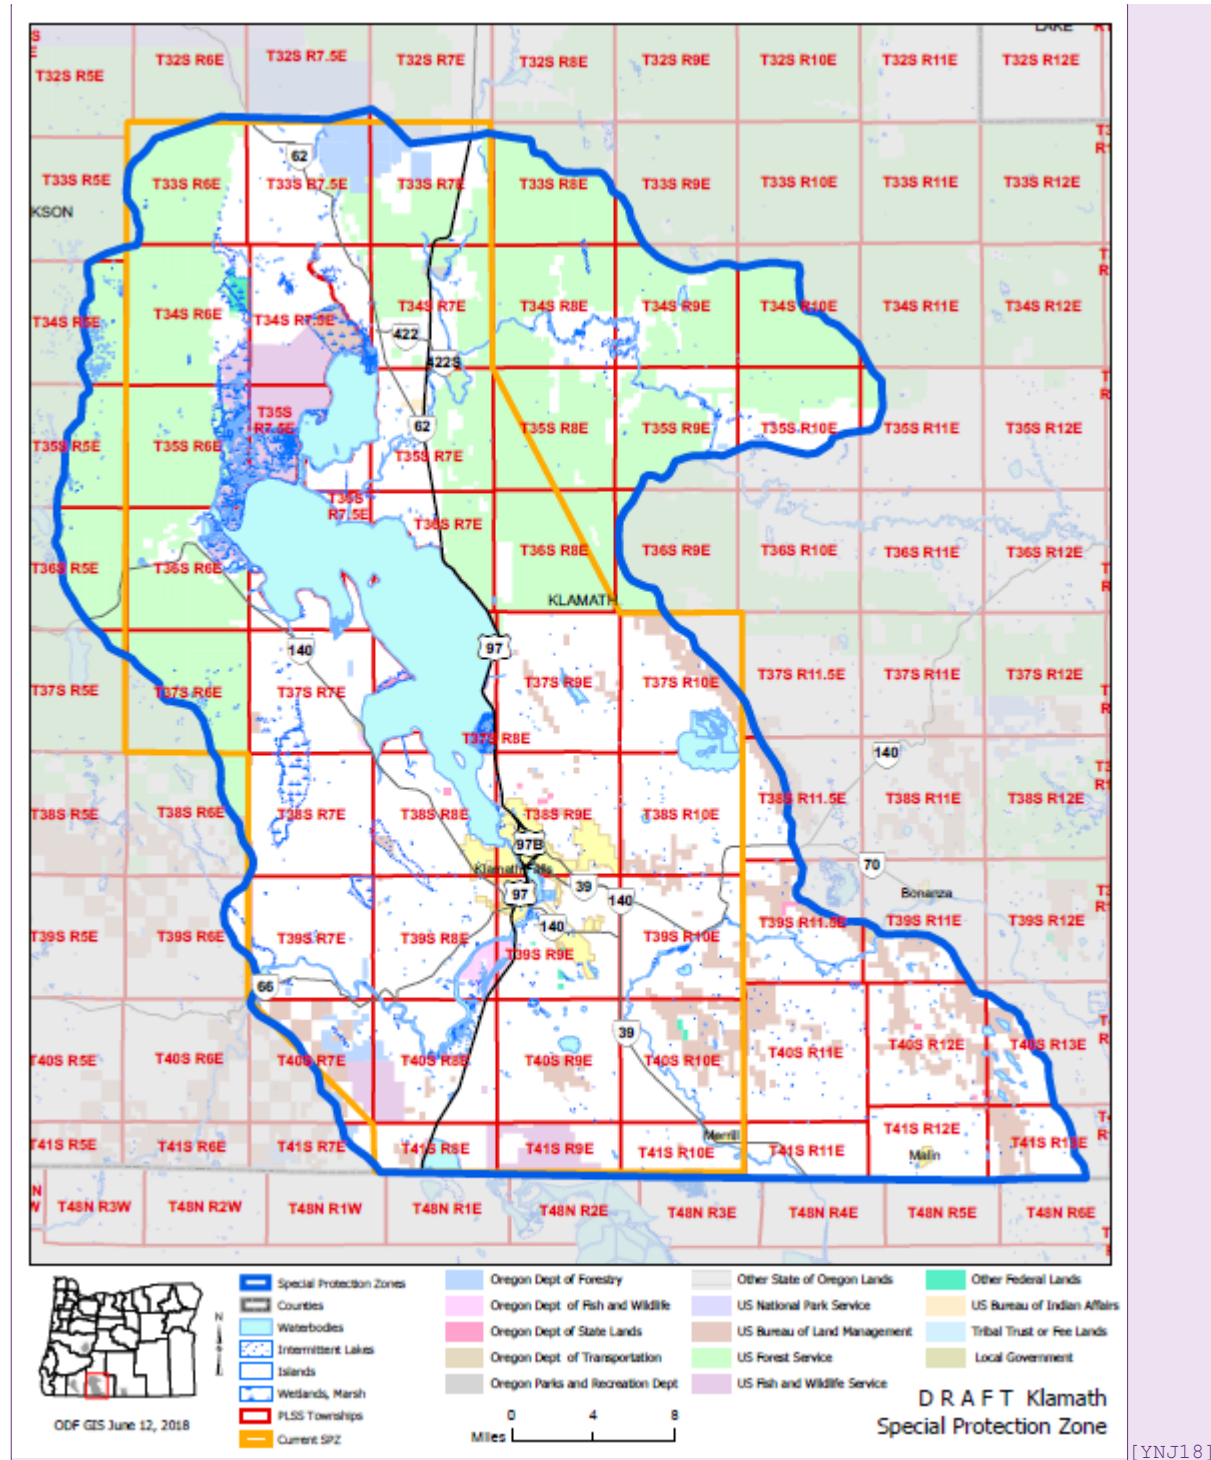 LAKE
T32S R5E
T32S R6E
T32S R7.5E
T32S R7E
T32S R8E
T32S R9E
T32S R10E
T32S R11E
T32S R12E
62
T33S R5E
T33S R6E
T33S R7.5E
T33S R7E
T33S R8E
T33S R9E
T33S R10E
T33S R11E
T33S R12E
KSON
T34S R5E
T34S R6E
T34S R7.5E
T34S R7E
T34S R8E
T34S R9E
T34S R10E
T34S R11E
T34S R12E
422
422S
62
T35S R5E
T35S R6E
T35S
R7.5E
T35S R7E
T35S R8E
T35S R9E
T35S R10E
T35S R11E
T35S R12E
T36S
R7.5E
T36S R5E
T36S R6E
T36S R7E
T36S R8E
T36S R9E
T36S R10E
T36S R11E
T36S R12E
KLAMATH
140
97
T37S R5E
T37S R6E
T37S R7E
T37S R8E
T37S R9E
T37S R10E
T37S R11.5E
T37S R11E
T37S R12E
140
T38S R5E
T38S R6E
T38S R7E
T38S R8E
T38S R9E
T38S R10E
T38S R11.5E
T38S R11E
T38S R12E
97B
Klamath Falls
97
39
140
70
Bonanza
140
T39S R5E
T39S R6E
T39S R7E
T39S R8E
T39S R9E
T39S R10E
T39S R11.5E
T39S R11E
T39S R12E
66
39
T40S R5E
T40S R6E
T40S R7E
T40S R8E
T40S R9E
T40S R10E
T40S R11E
T40S R12E
T40S R13E
Merrill
Malin
T41S R5E
T41S R6E
T41S R7E
T41S R8E
T41S R9E
T41S R10E
T41S R11E
T41S R12E
T41S R13E
T48N R3W
T48N R2W
T48N R1W
T48N R1E
T48N R2E
T48N R3E
T48N R4E
T48N R5E
T48N R6E
N
ODF GIS June 12, 2018
Special Protection Zones
Counties
Waterbodies
Intermittent Lakes
Islands
Wetlands, Marsh
PLSS Townships
Current SPZ
Oregon Dept of Forestry
Oregon Dept of Fish and Wildlife
Oregon Dept of State Lands
Oregon Dept of Transportation
Oregon Parks and Recreation Dept
Other State of Oregon Lands
US National Park Service
US Bureau of Land Management
US Forest Service
US Fish and Wildlife Service
Other Federal Lands
US Bureau of Indian Affairs
Tribal Trust or Fee Lands
Local Government
0 4 8
Miles
D R A F T Klamath
Special Protection Zone
[YNJ18]